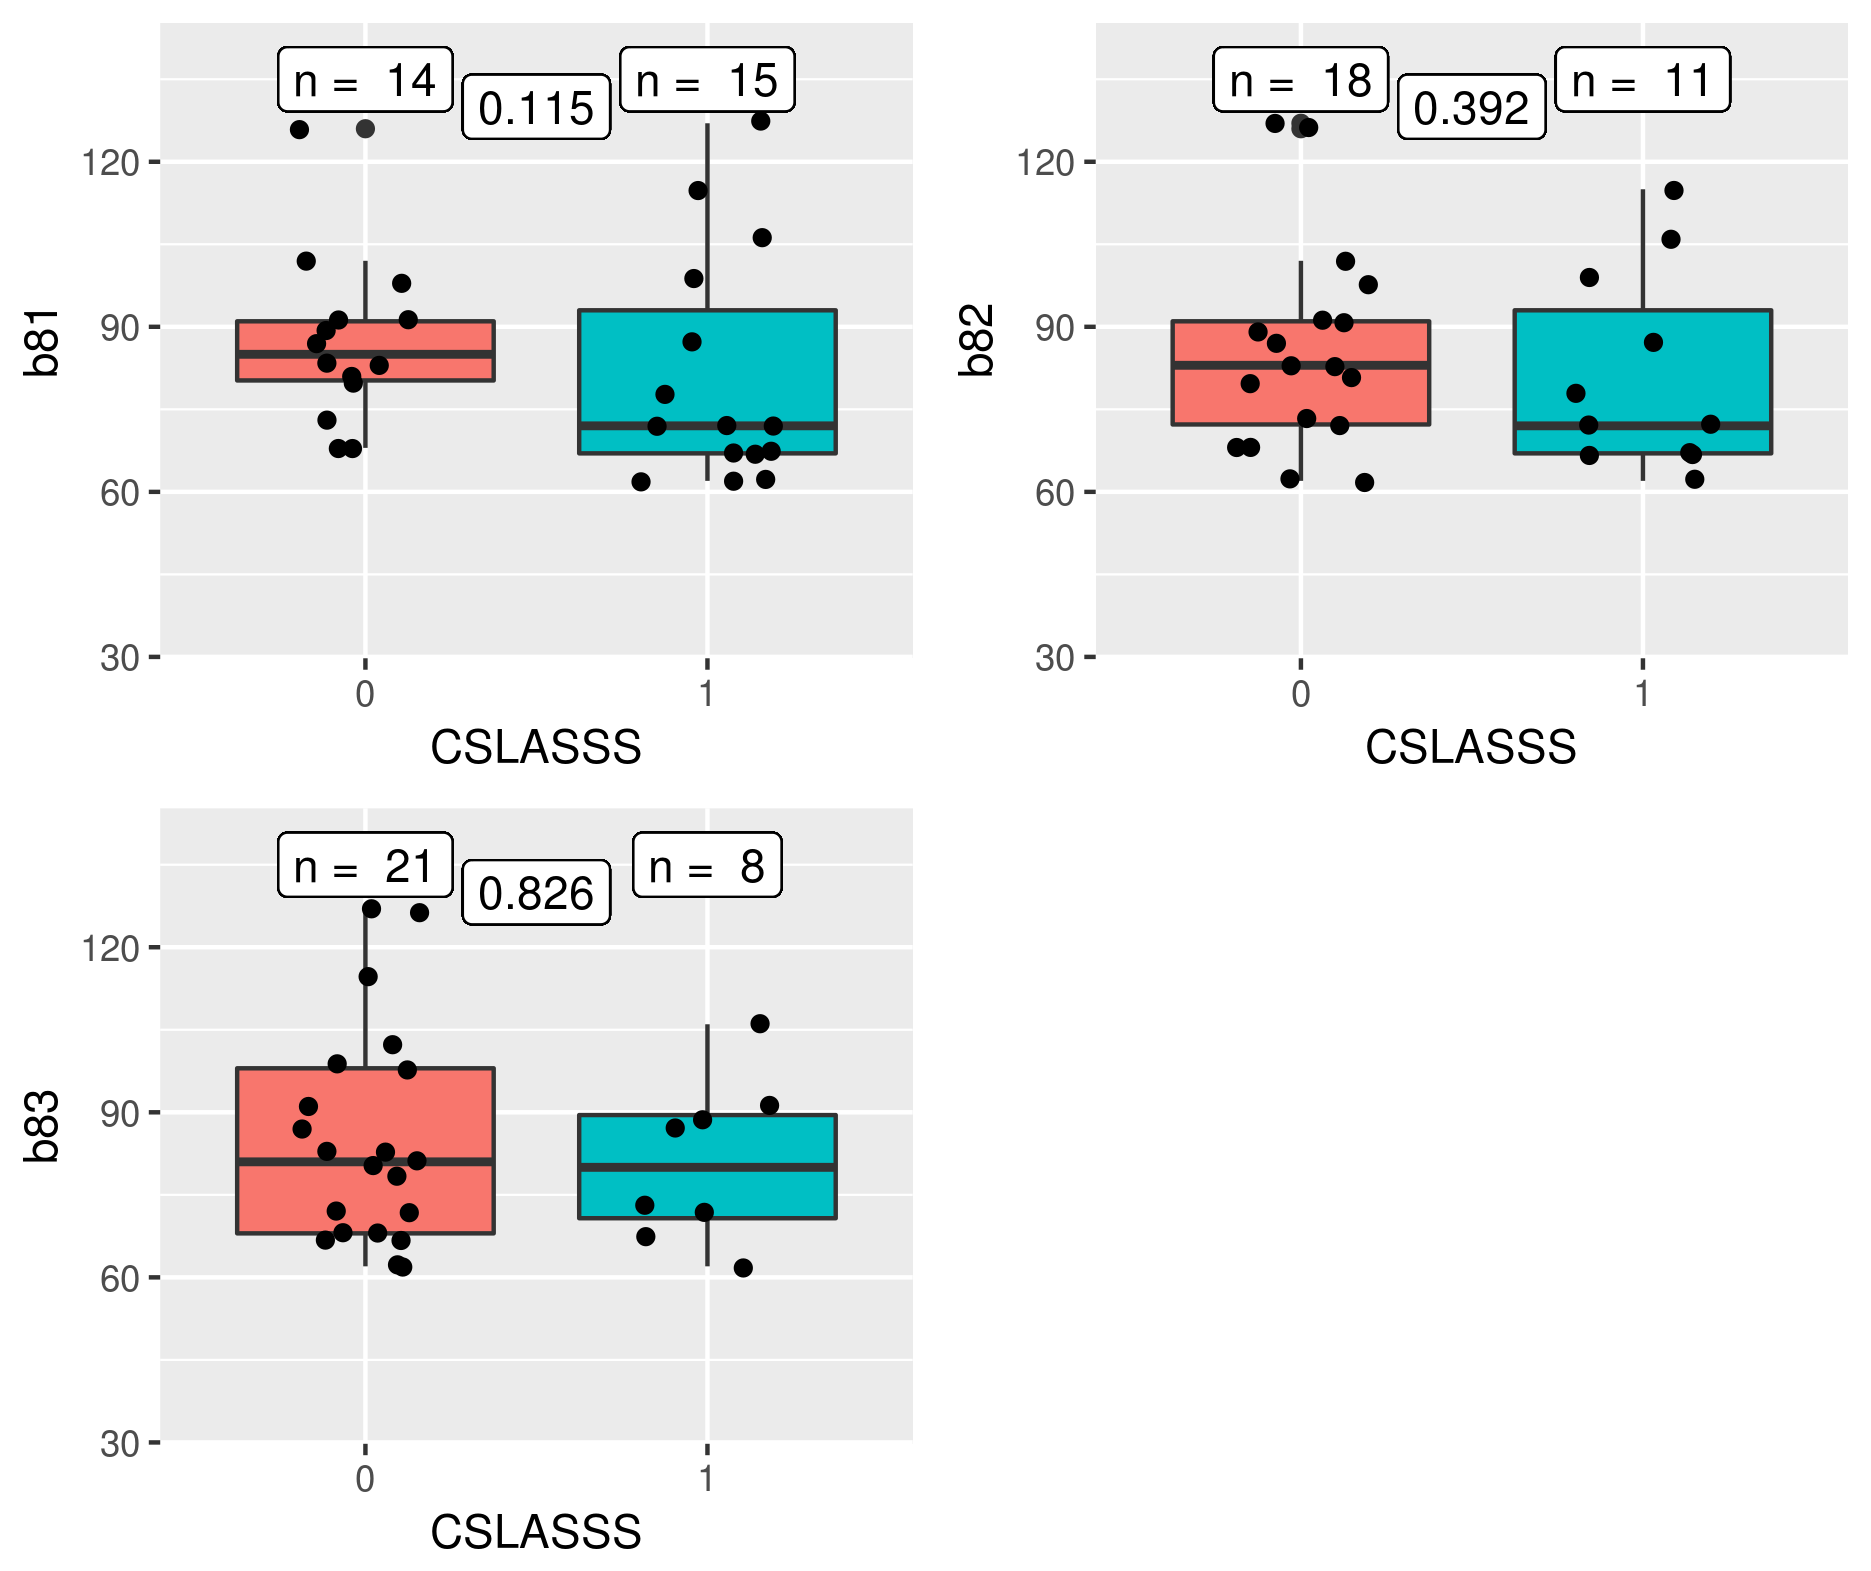 n =  14
n =  15
0.115
120
90
60
30
b81
0
1
CSLASSS
n =  18
n =  11
0.392
120
90
60
30
b82
0
1
CSLASSS
n =  21
n =  8
0.826
120
90
60
30
b83
0
1
CSLASSS